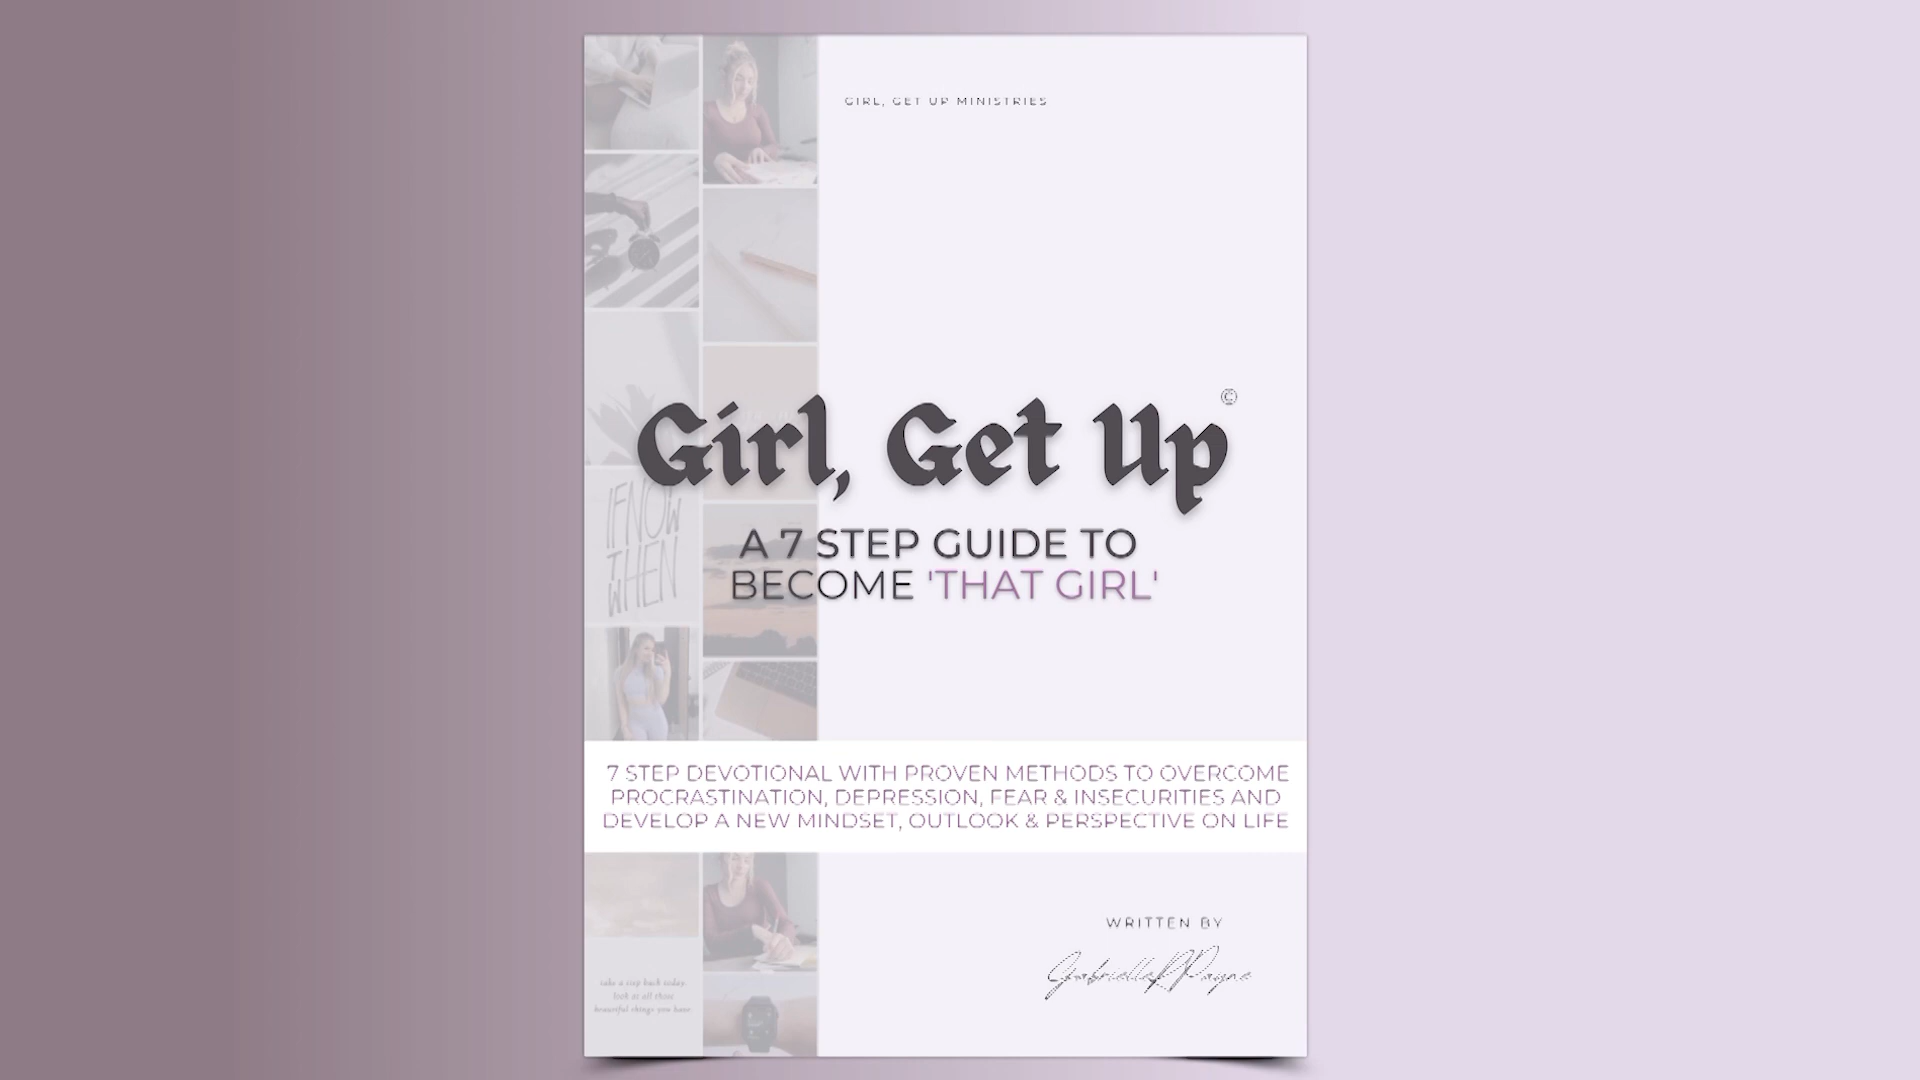 GIRL, GET UP MINISTRIES
Girl, Get Up©
A 7 STEP GUIDE TO
BECOME 'THAT GIRL'
IF NOW
W
THEN
WHEN
7 STEP DEVOTIONAL WITH PROVEN METHODS TO OVERCOME
PROCRASTINATION, DEPRESSION, FEAR & INSECURITIES AND
DEVELOP A NEW MINDSET, OUTLOOK & PERSPECTIVE ON LIFE
WRITTEN BY
Gabrielle Payne
take a step back today.
look at all those
beautiful things you have.